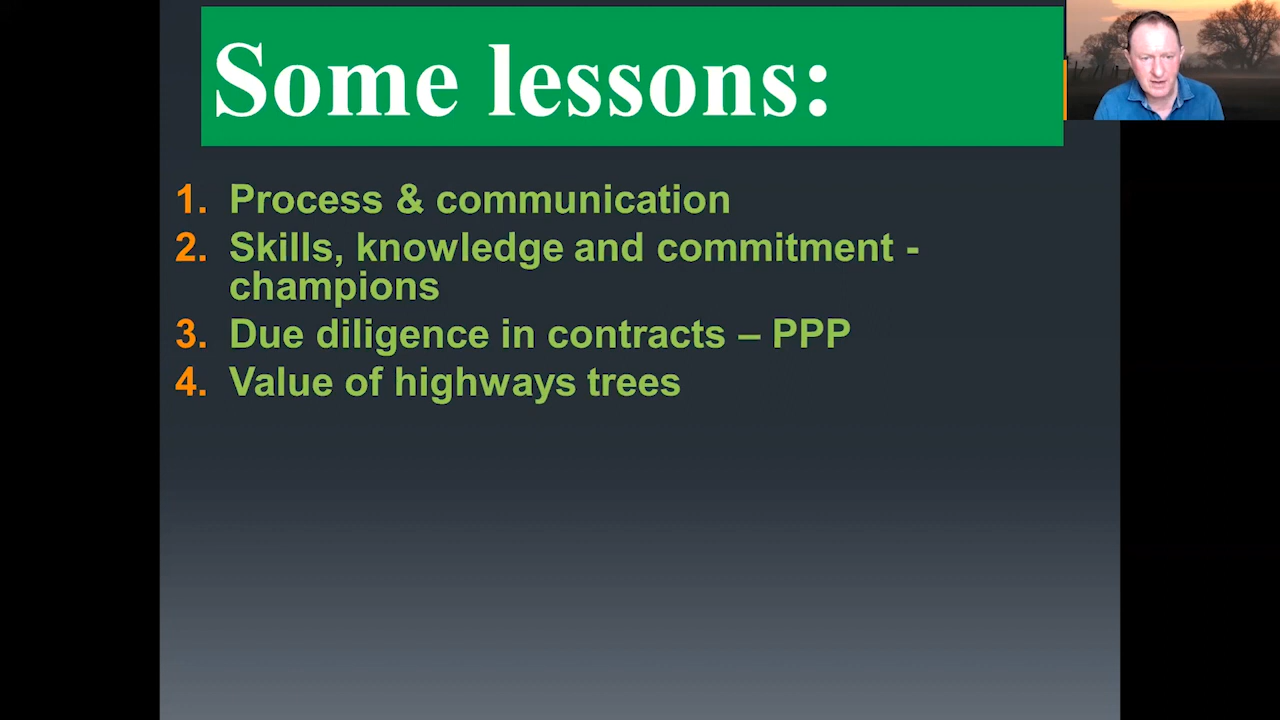 Some lessons:
1. Process & communication
2. Skills, knowledge and commitment -
champions
3. Due diligence in contracts – PPP
4. Value of highways trees